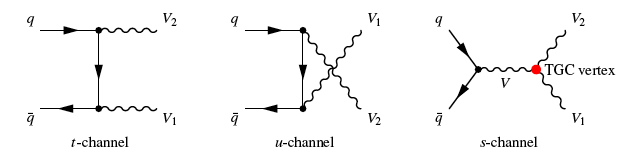 q V₂
q̄ V₁
t-channel
q V₁
q̄ V₂
u-channel
q V₂
V TGC vertex
q̄ V₁
s-channel